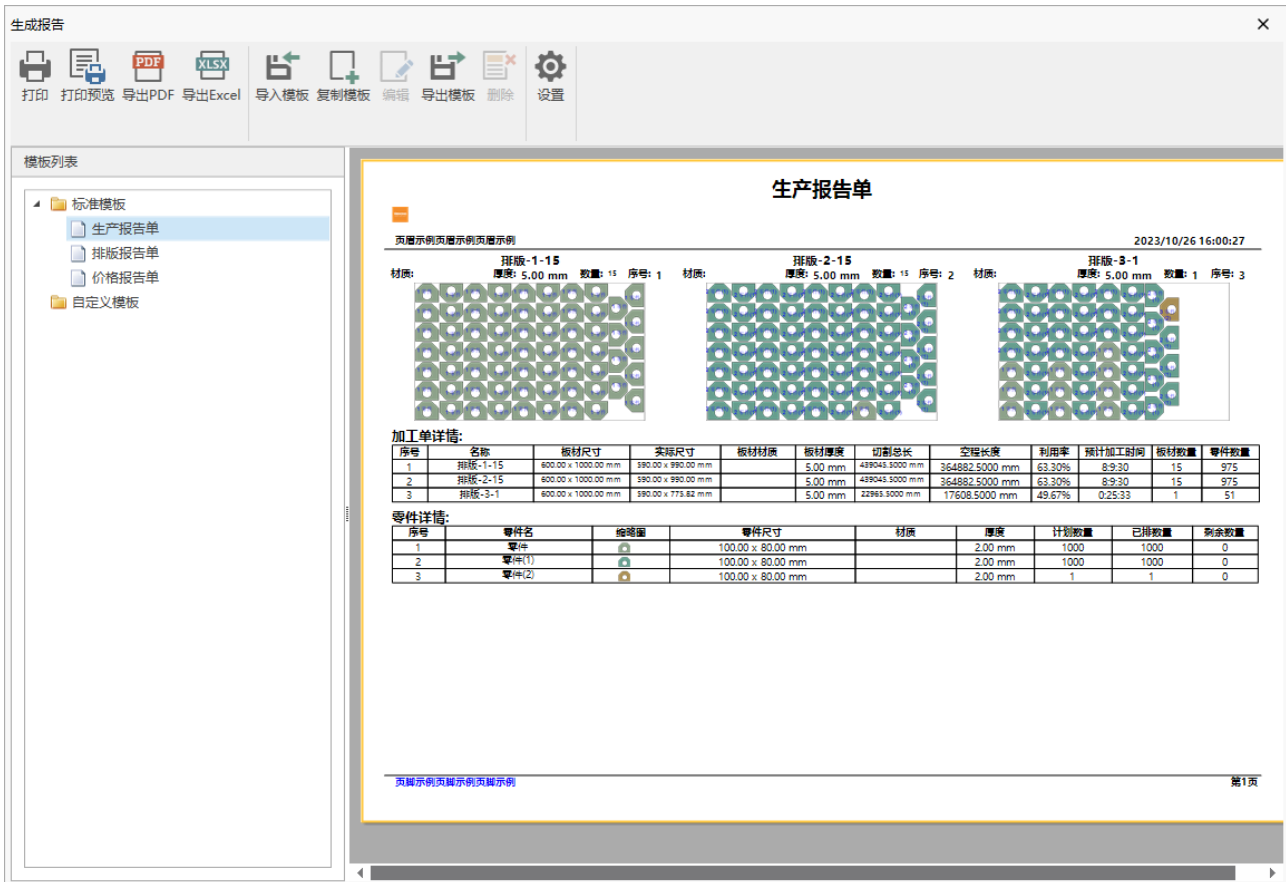 生成报告
打印 打印预览 导出PDF 导出Excel 导入模板 复制模板 编辑 导出模板 删除 设置
PDF XLSX
模板列表
标准模板
生产报告单
排版报告单
价格报告单
自定义模板
生产报告单
页眉示例页眉示例页眉示例 2023/10/26 16:00:27
排版-1-15 排版-2-15 排版-3-1
材质: 厚度: 5.00 mm 数量: 15 序号: 1 材质: 厚度: 5.00 mm 数量: 15 序号: 2 材质: 厚度: 5.00 mm 数量: 1 序号: 3
加工单详情:
序号 名称 板材尺寸 实际尺寸 板材材质 板材厚度 切割总长 空程长度 利用率 预计加工时间 板材数量 零件数量
1 排版-1-15 600.00 x 1000.00 mm 590.00 x 990.00 mm 5.00 mm 439045.5000 mm 364882.5000 mm 63.30% 8:9:30 15 975
2 排版-2-15 600.00 x 1000.00 mm 590.00 x 990.00 mm 5.00 mm 439045.5000 mm 364882.5000 mm 63.30% 8:9:30 15 975
3 排版-3-1 600.00 x 1000.00 mm 590.00 x 775.82 mm 5.00 mm 22965.5000 mm 17608.5000 mm 49.67% 0:25:33 1 51
零件详情:
序号 零件名 缩略图 零件尺寸 材质 厚度 计划数量 已排数量 剩余数量
1 零件 100.00 x 80.00 mm 2.00 mm 1000 1000 0
2 零件(1) 100.00 x 80.00 mm 2.00 mm 1000 1000 0
3 零件(2) 100.00 x 80.00 mm 2.00 mm 1 1 0
页脚示例页脚示例页脚示例 第1页